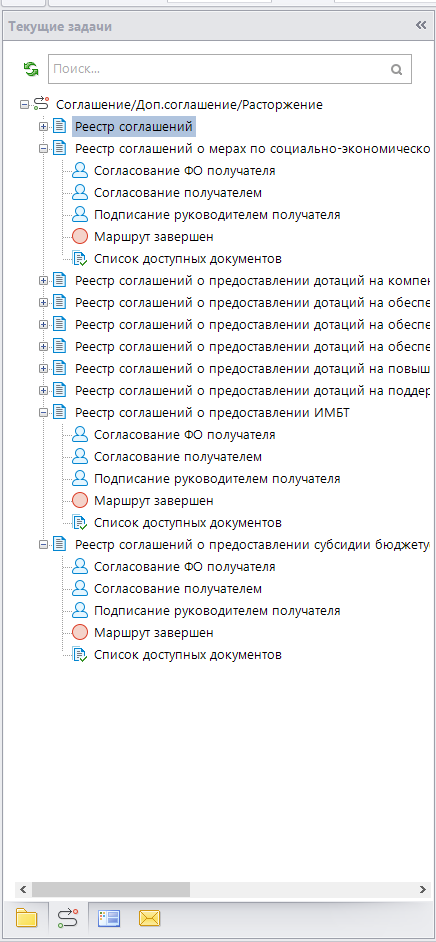 Текущие задачи
Поиск...
Соглашение/Доп.соглашение/Расторжение
Реестр соглашений
Реестр соглашений о мерах по социально-экономическо
Согласование ФО получателя
Согласование получателем
Подписание руководителем получателя
Маршрут завершен
Список доступных документов
Реестр соглашений о предоставлении дотаций на компен
Реестр соглашений о предоставлении дотаций на обеспе
Реестр соглашений о предоставлении дотаций на обеспе
Реестр соглашений о предоставлении дотаций на обеспе
Реестр соглашений о предоставлении дотаций на повыш
Реестр соглашений о предоставлении дотаций на поддер
Реестр соглашений о предоставлении ИМБТ
Согласование ФО получателя
Согласование получателем
Подписание руководителем получателя
Маршрут завершен
Список доступных документов
Реестр соглашений о предоставлении субсидии бюджету
Согласование ФО получателя
Согласование получателем
Подписание руководителем получателя
Маршрут завершен
Список доступных документов